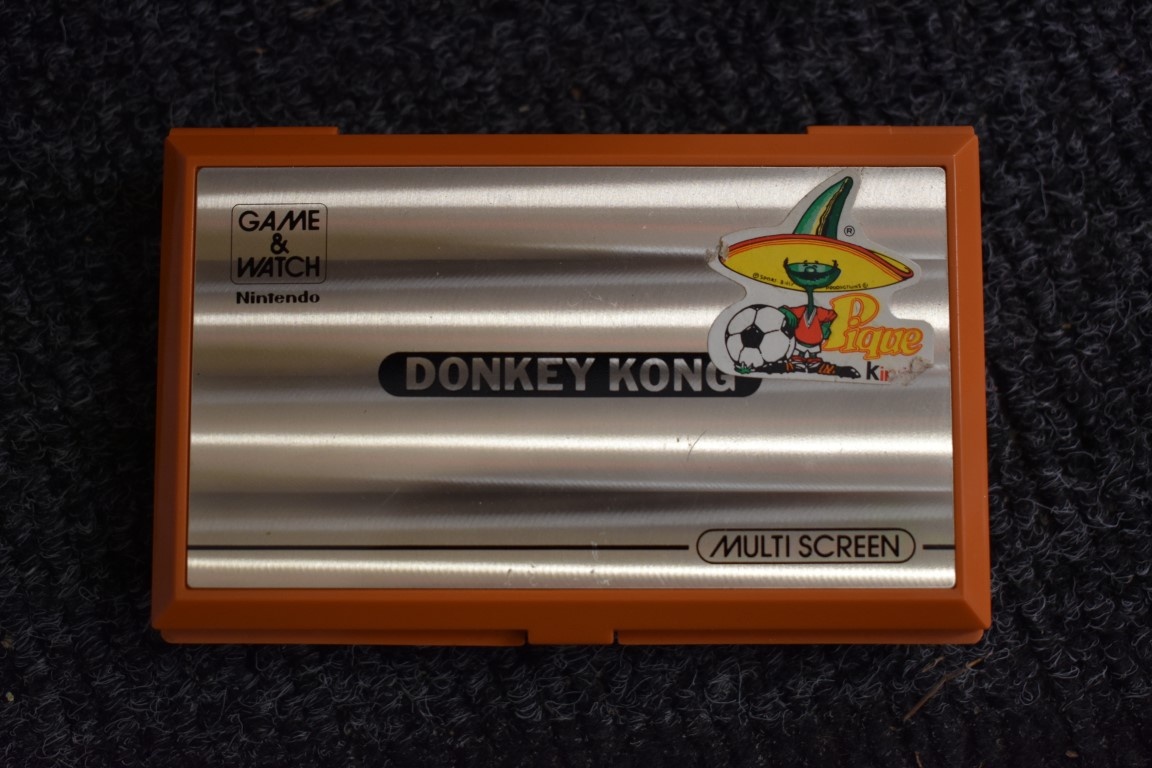 GAME
&
WATCH
Nintendo
®
DONKEY KONG
Pique
MULTI SCREEN